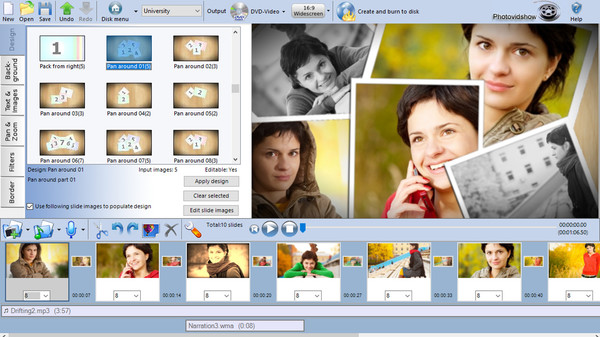 New Open Save Undo Redo Disk menu University Output DVD-Video 16:9 Widescreen Create and burn to disk Photovidshow Help
Design
Back-ground
Text & Images
Pan & Zoom
Filters
Border
1
Pack from right(5) Pan around 01(5) Pan around 02(3)
Pan around 03(3) Pan around 04(2) Pan around 05(2)
Pan around 06(7) Pan around 07(5) Pan around 08(3)
Design: Pan around 01 Input images: 5 Editable: Yes
Pan around part 01
Apply design
Clear selected
Use following slide images to populate design
Edit slide images
Total:10 slides
00:00:00.00
(00:01:06.50)
8 00:00:07 8 00:00:14 8 00:00:20 8 00:00:27 8 00:00:33 8 00:00:40 8
Drifting2.mp3 (3:57)
Narration3.wma (0:08)